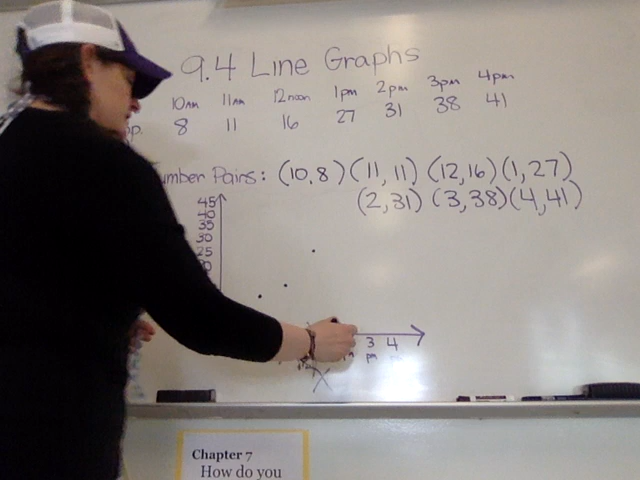 9.4 Line Graphs
10AM 11AM 12noon 1pm 2pm 3pm 4pm
8 11 16 27 31 38 41
Pairs: (10,8) (11,11) (12,16) (1,27)
(2,31) (3,38) (4,41)
45
40
35
30
25
3 4
pm
Chapter 7
How do you